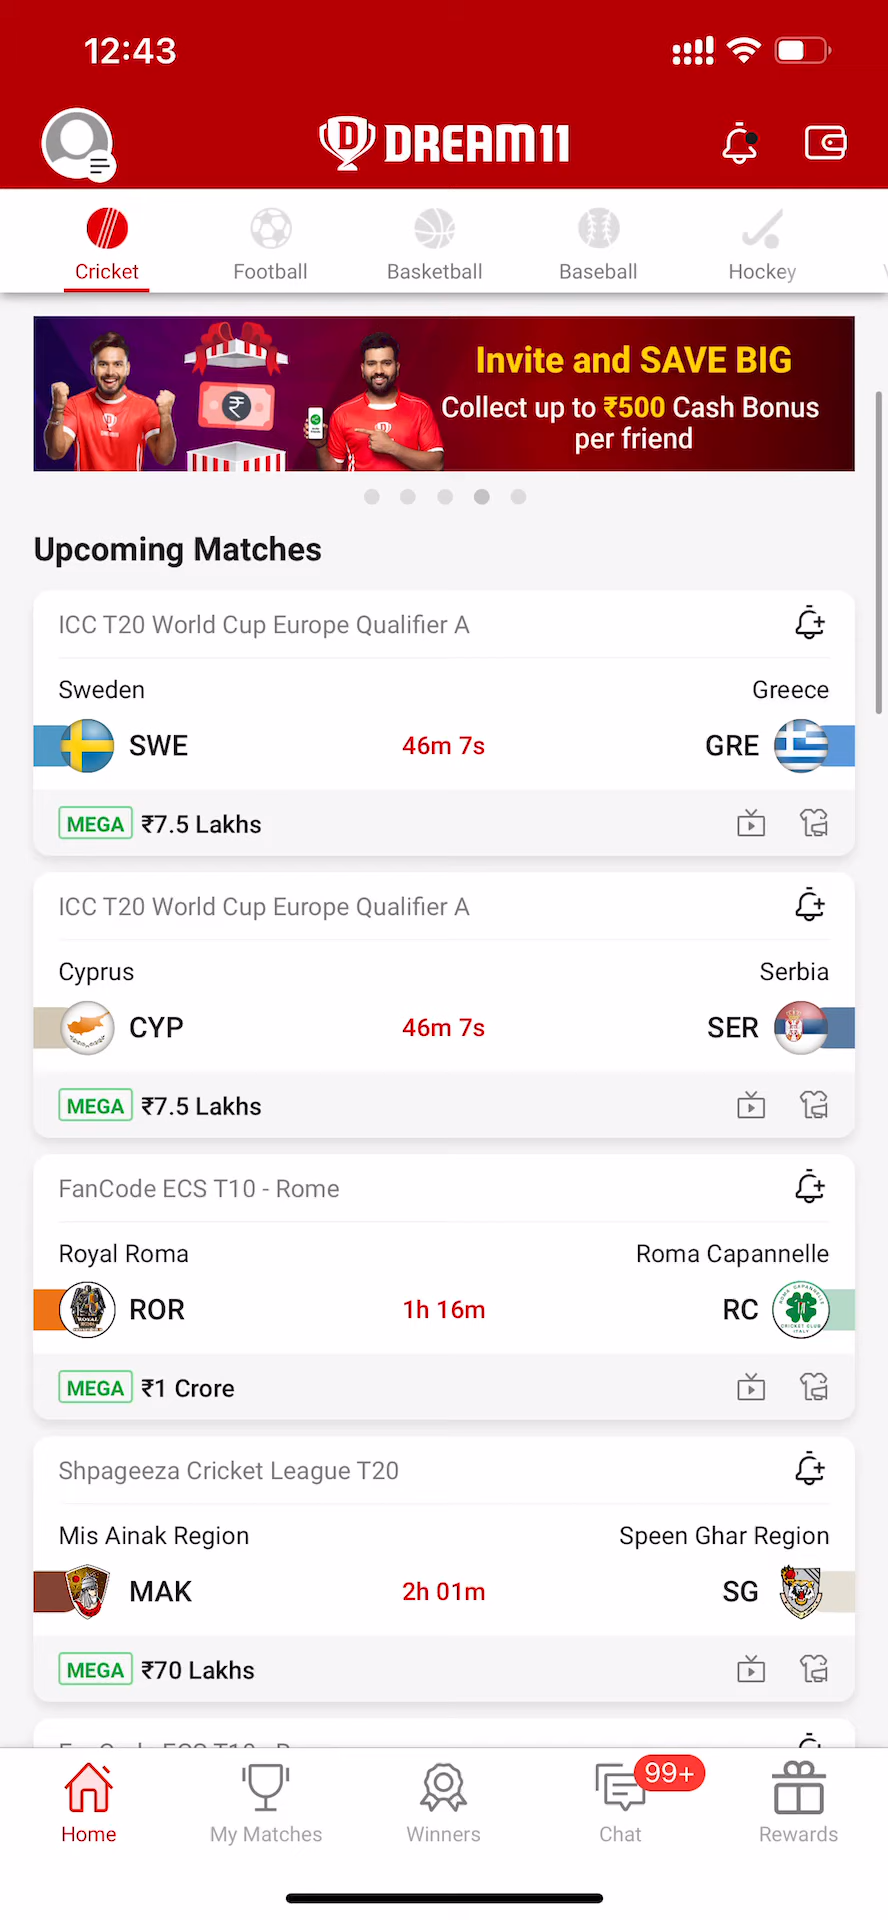 12:43
DREAM11
Cricket
Football
Basketball
Baseball
Hockey
Invite and SAVE BIG
Collect up to ₹500 Cash Bonus
per friend
Upcoming Matches
ICC T20 World Cup Europe Qualifier A
Sweden
Greece
SWE
46m 7s
GRE
MEGA ₹7.5 Lakhs
ICC T20 World Cup Europe Qualifier A
Cyprus
Serbia
CYP
46m 7s
SER
MEGA ₹7.5 Lakhs
FanCode ECS T10 - Rome
Royal Roma
Roma Capannelle
ROR
1h 16m
RC
MEGA ₹1 Crore
Shpageeza Cricket League T20
Mis Ainak Region
Speen Ghar Region
MAK
2h 01m
SG
MEGA ₹70 Lakhs
99+
Home
My Matches
Winners
Chat
Rewards